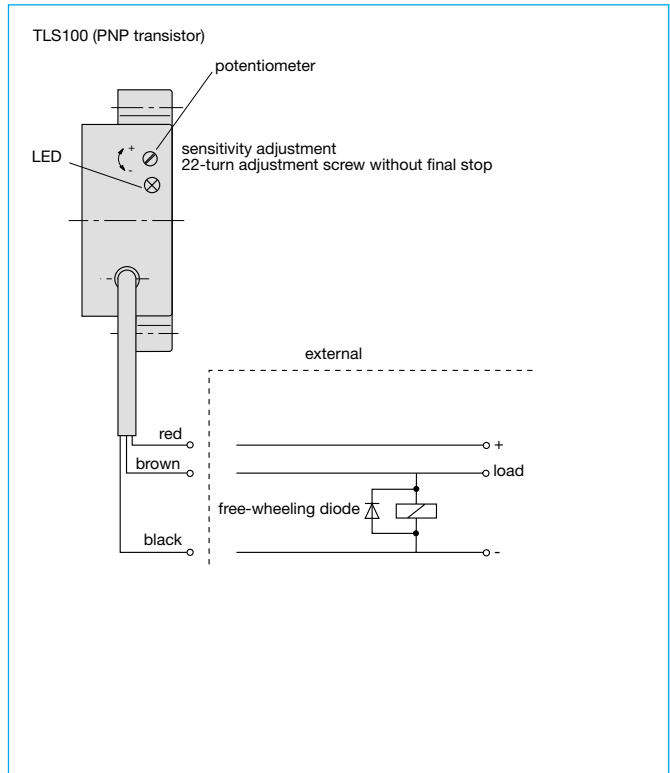 TLS100 (PNP transistor)
potentiometer
+
-
LED
sensitivity adjustment
22-turn adjustment screw without final stop
external
red
+
brown
load
free-wheeling diode
black
-